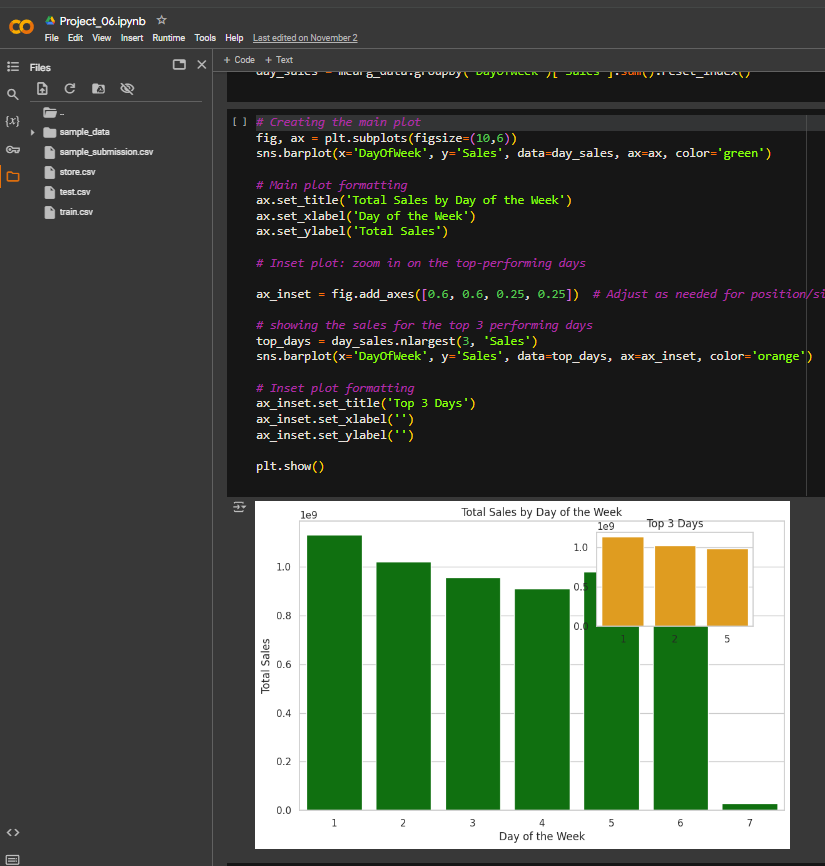 Project_06.ipynb
File Edit View Insert Runtime Tools Help Last edited on November 2
Files
..
sample_data
sample_submission.csv
store.csv
test.csv
train.csv
{x}
<>
+ Code + Text
day_sales = mearg_data.groupby('DayOfWeek')['Sales'].sum().reset_index()
[ ] # Creating the main plot
fig, ax = plt.subplots(figsize=(10,6))
sns.barplot(x='DayOfWeek', y='Sales', data=day_sales, ax=ax, color='green')
# Main plot formatting
ax.set_title('Total Sales by Day of the Week')
ax.set_xlabel('Day of the Week')
ax.set_ylabel('Total Sales')
# Inset plot: zoom in on the top-performing days
ax_inset = fig.add_axes([0.6, 0.6, 0.25, 0.25])  # Adjust as needed for position/si
# showing the sales for the top 3 performing days
top_days = day_sales.nlargest(3, 'Sales')
sns.barplot(x='DayOfWeek', y='Sales', data=top_days, ax=ax_inset, color='orange')
# Inset plot formatting
ax_inset.set_title('Top 3 Days')
ax_inset.set_xlabel('')
ax_inset.set_ylabel('')
plt.show()
Total Sales by Day of the Week
1e9
1.0
0.8
0.6
0.4
0.2
0.0
Total Sales
1 2 3 4 5 6 7
Day of the Week
Top 3 Days
1e9
1.0
0.5
0.0
1 2 5